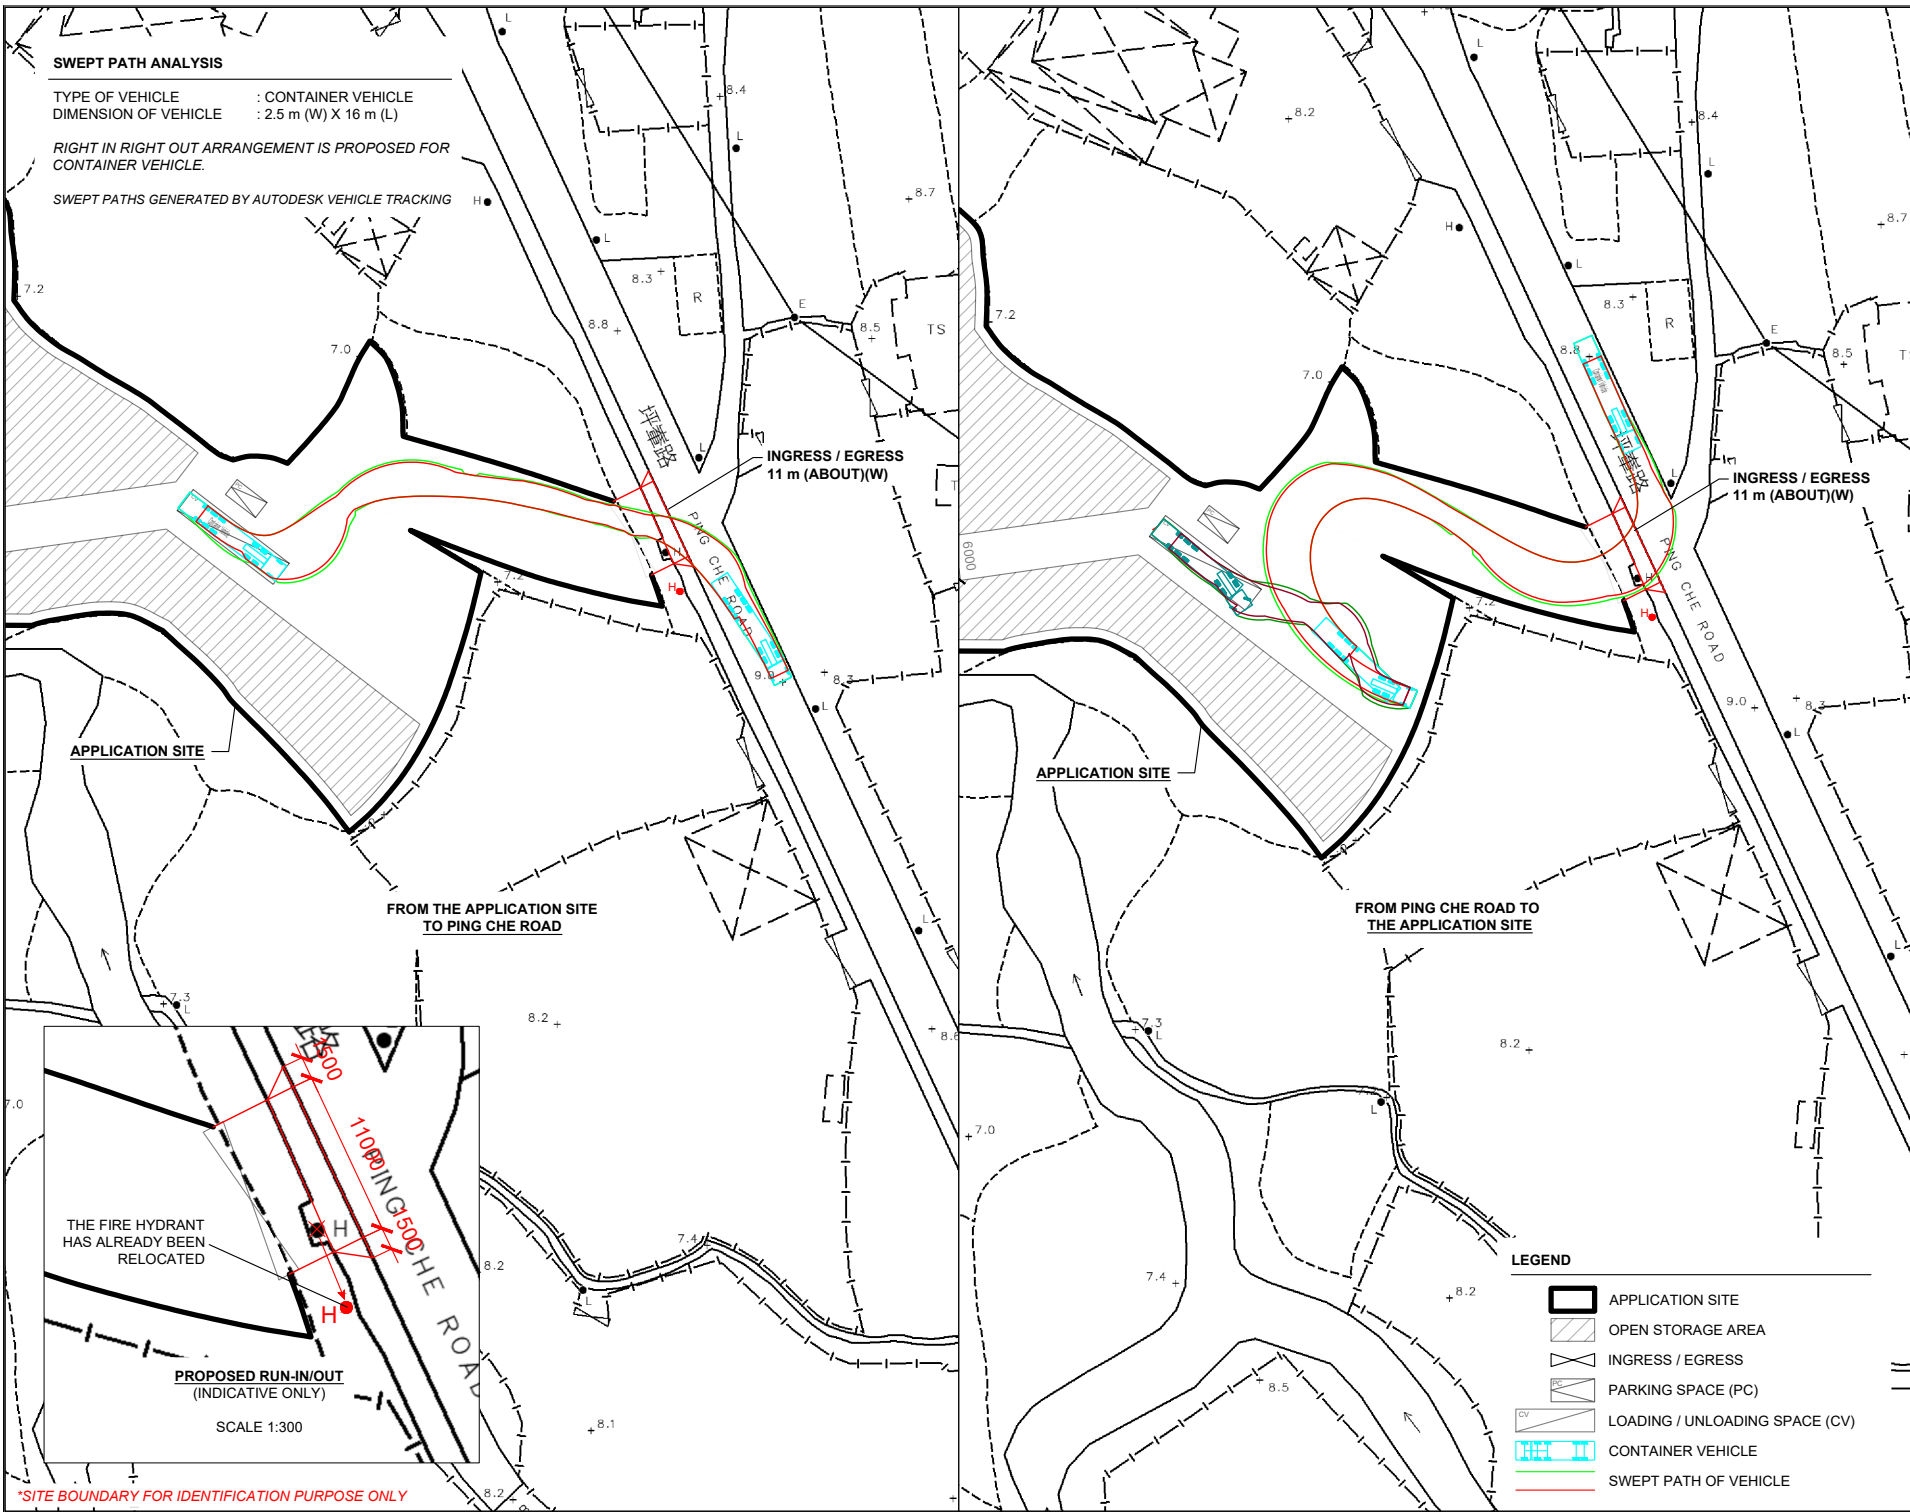 SWEPT PATH ANALYSIS
TYPE OF VEHICLE : CONTAINER VEHICLE
DIMENSION OF VEHICLE : 2.5 m (W) X 16 m (L)
RIGHT IN RIGHT OUT ARRANGEMENT IS PROPOSED FOR
CONTAINER VEHICLE.
SWEPT PATHS GENERATED BY AUTODESK VEHICLE TRACKING
L
8.4
L
8.7
H
L
8.3
R
E
8.8
8.5
TS
7.2
7.0
坪輋路
L
INGRESS / EGRESS
11 m (ABOUT)(W)
PC
CV
PING CHE ROAD
H
H
7.2
9.0
8.3
L
APPLICATION SITE
FROM THE APPLICATION SITE
TO PING CHE ROAD
L
7.3
L
8.2
8.6
7.0
路
1500
11000
1500
PING CHE ROAD
H
THE FIRE HYDRANT
HAS ALREADY BEEN
RELOCATED
H
PROPOSED RUN-IN/OUT
(INDICATIVE ONLY)
SCALE 1:300
8.2
7.4
L
8.1
8.2
*SITE BOUNDARY FOR IDENTIFICATION PURPOSE ONLY
L
8.2
8.4
L
8.7
H
L
8.3
R
E
8.8
8.5
7.2
7.0
坪輋路
L
INGRESS / EGRESS
11 m (ABOUT)(W)
PC
CV
6000
PING CHE ROAD
H
H
7.2
9.0
8.3
L
APPLICATION SITE
FROM PING CHE ROAD TO
THE APPLICATION SITE
L
7.3
L
8.2
L
7.0
7.4
8.2
8.5
LEGEND
APPLICATION SITE
OPEN STORAGE AREA
INGRESS / EGRESS
PC
PARKING SPACE (PC)
CV
LOADING / UNLOADING SPACE (CV)
CONTAINER VEHICLE
SWEPT PATH OF VEHICLE